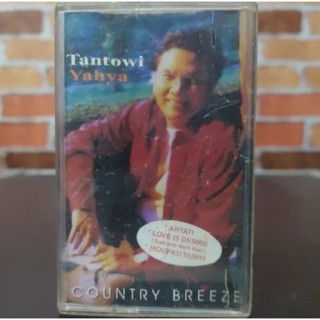 Tantowi
Yahya
* ARYATI
* LOVE IS DESIRE
* HIDUPKU SUNYI
COUNTRY BREEZE